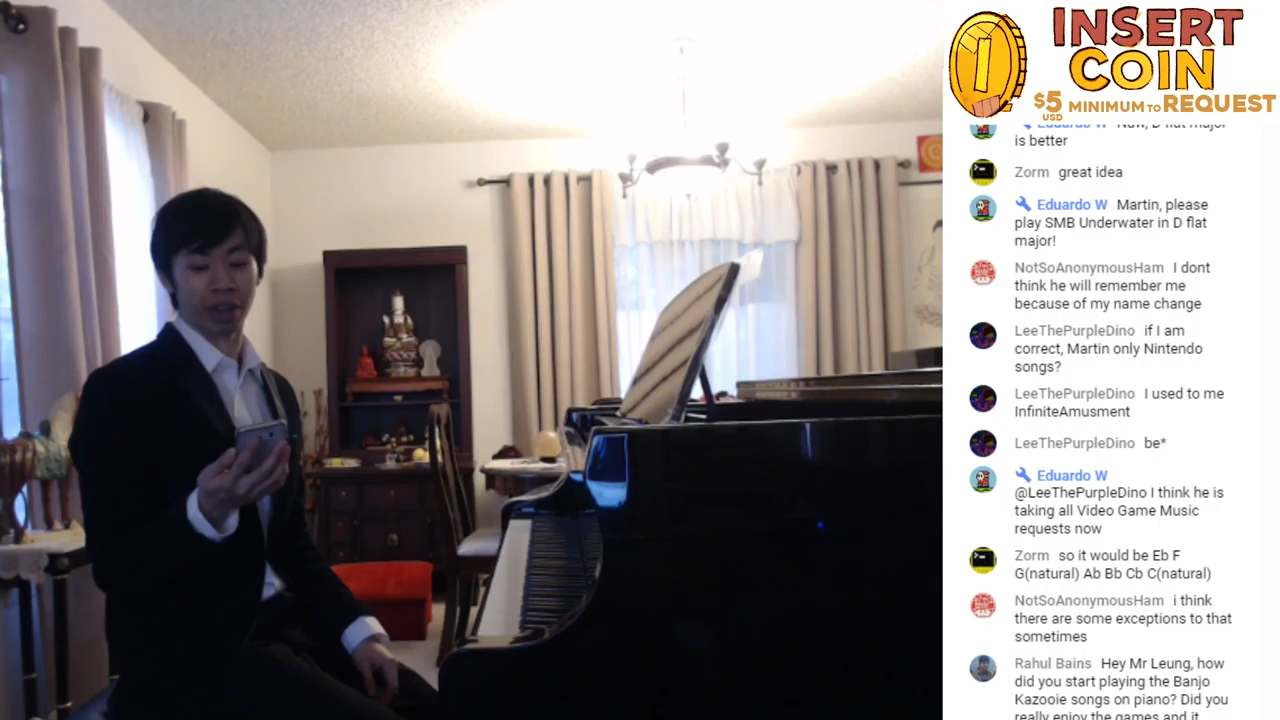 INSERT
COIN
$5 MINIMUM TO REQUEST
USD
Eduardo W Naw, D flat major
is better
Zorm great idea
Eduardo W Martin, please
play SMB Underwater in D flat
major!
NotSoAnonymousHam I dont
think he will remember me
because of my name change
LeeThePurpleDino if I am
correct, Martin only Nintendo
songs?
LeeThePurpleDino I used to me
InfiniteAmusment
LeeThePurpleDino be*
Eduardo W
@LeeThePurpleDino I think he is
taking all Video Game Music
requests now
Zorm so it would be Eb F
G(natural) Ab Bb Cb C(natural)
NotSoAnonymousHam i think
there are some exceptions to that
sometimes
Rahul Bains Hey Mr Leung, how
did you start playing the Banjo
Kazooie songs on piano? Did you
really enjoy the games and it